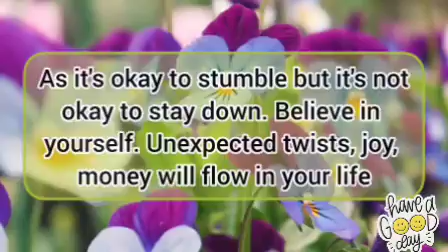 As it's okay to stumble but it's not
okay to stay down. Believe in
yourself. Unexpected twists, joy,
money will flow in your life
have a
GOOD
day